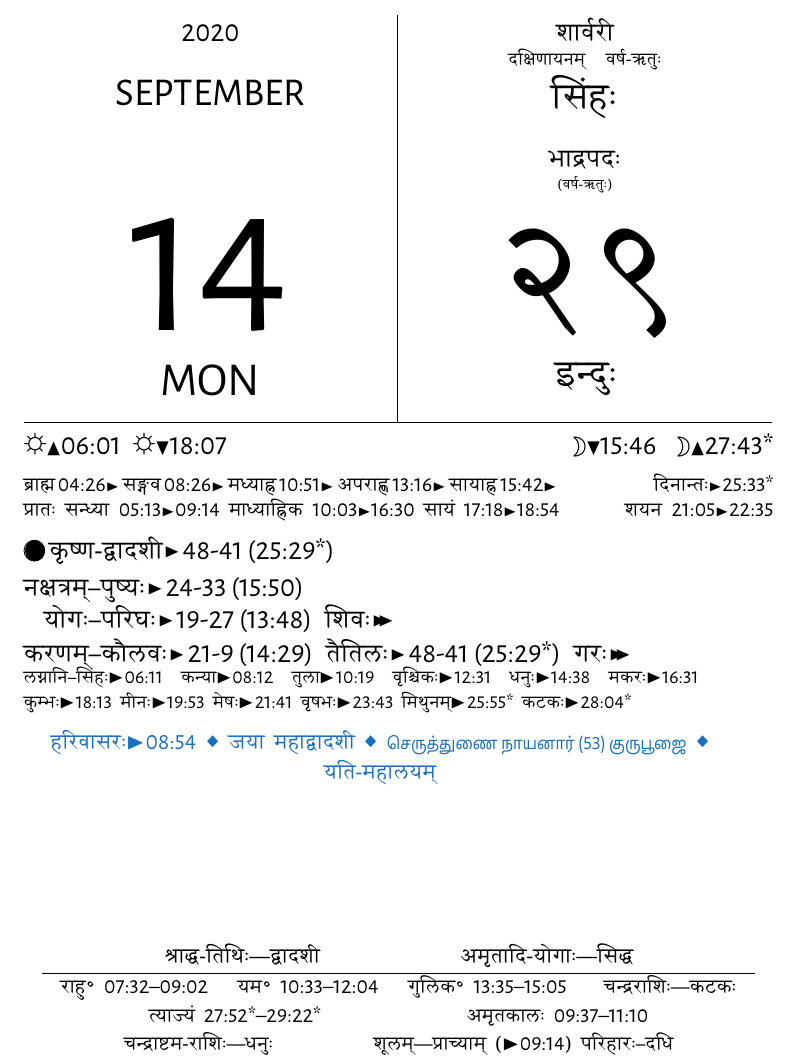 2020
SEPTEMBER
14
MON
शार्वरी
दक्षिणायनम् वर्ष-ऋतुः
सिंहः
भाद्रपदः
(वर्ष-ऋतुः)
२९
इन्दुः
☼▲06:01 ☼▼18:07 ☽▼15:46 ☽▲27:43*
ब्राह्म 04:26► सङ्गव 08:26► मध्याह्न 10:51► अपराह्ण 13:16► सायाह्न 15:42► दिनान्तः►25:33*
प्रातः सन्ध्या 05:13►09:14 माध्याह्निक 10:03►16:30 सायं 17:18►18:54 शयन 21:05►22:35
●कृष्ण-द्वादशी►48-41 (25:29*)
नक्षत्रम्–पुष्यः►24-33 (15:50)
योगः–परिघः►19-27 (13:48) शिवः►►
करणम्–कौलवः►21-9 (14:29) तैतिलः►48-41 (25:29*) गरः►►
लग्नानि–सिंहः►06:11 कन्या►08:12 तुला►10:19 वृश्चिकः►12:31 धनुः►14:38 मकरः►16:31
कुम्भः►18:13 मीनः►19:53 मेषः►21:41 वृषभः►23:43 मिथुनम्►25:55* कटकः►28:04*
हरिवासरः►08:54 ◆ जया महाद्वादशी ◆ செருத்துணை நாயனார் (53) குருபூஜை ◆
यति-महालयम्
श्राद्ध-तिथिः—द्वादशी अमृतादि-योगाः—सिद्ध
राहु° 07:32–09:02 यम° 10:33–12:04 गुलिक° 13:35–15:05 चन्द्रराशिः—कटकः
त्याज्यं 27:52*–29:22* अमृतकालः 09:37–11:10
चन्द्राष्टम-राशिः—धनुः शूलम्—प्राच्याम् (►09:14) परिहारः–दधि